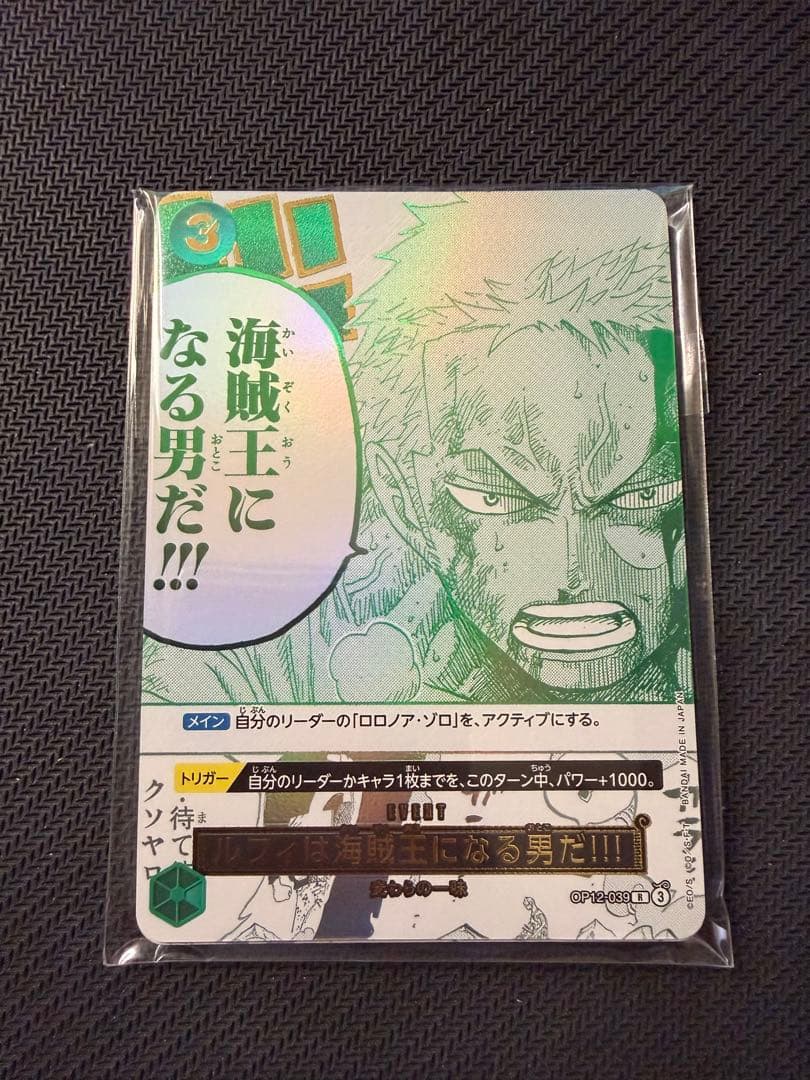 3
海賊王に
なる男だ!!!
メイン 自分のリーダーの「ロロノア・ゾロ」を、アクティブにする。
トリガー 自分のリーダーかキャラ1枚までを、このターン中、パワー+1000。
・待て
クソヤロ
EVENT
ルフィは海賊王になる男だ!!!
麦わらの一味
OP12-039 R 3
©E.O/S. ©O/S.F.T BANDAI MADE IN JAPAN